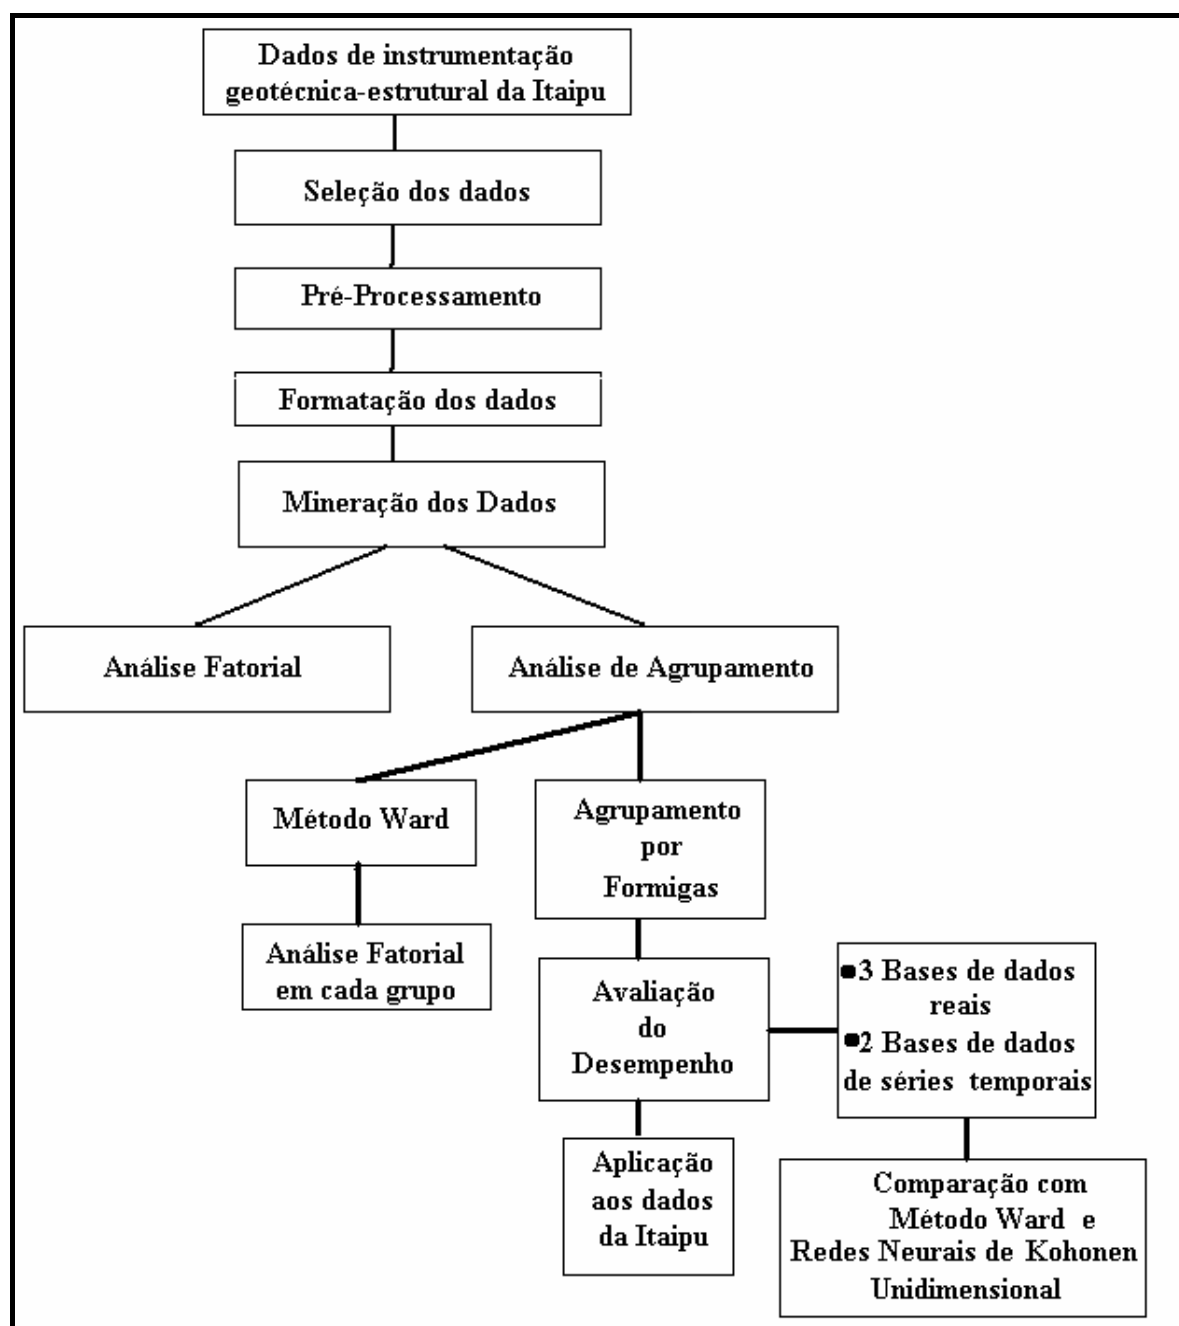 Dados de instrumentação
geotécnica-estrutural da Itaipu
Seleção dos dados
Pré-Processamento
Formatação dos dados
Mineração dos Dados
Análise Fatorial
Análise de Agrupamento
Método Ward
Agrupamento
por
Formigas
Análise Fatorial
em cada grupo
Avaliação
do
Desempenho
•3 Bases de dados
reais
•2 Bases de dados
de séries temporais
Aplicação
aos dados
da Itaipu
Comparação com
Método Ward e
Redes Neurais de Kohonen
Unidimensional